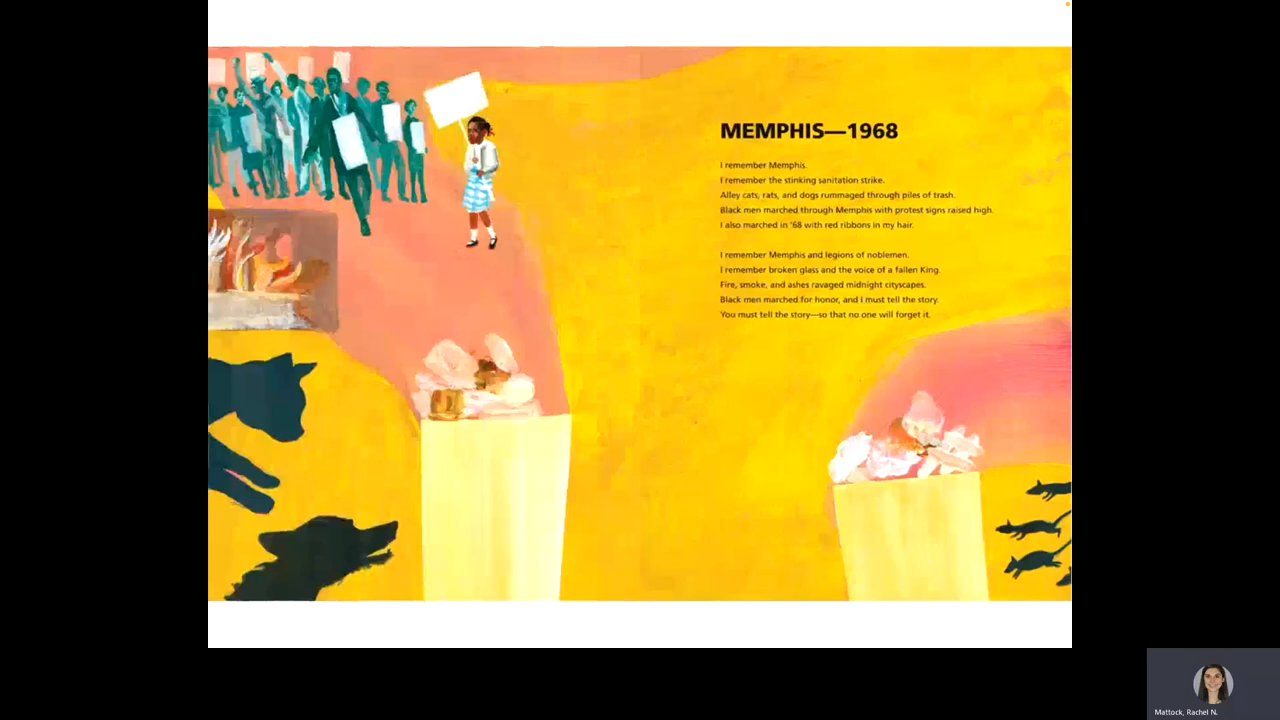 MEMPHIS—1968
I remember Memphis.
I remember the stinking sanitation strike.
Alley cats, rats, and dogs rummaged through piles of trash.
Black men marched through Memphis with protest signs raised high.
I also marched in '68 with red ribbons in my hair.
I remember Memphis and legions of noblemen.
I remember broken glass and the voice of a fallen King.
Fire, smoke, and ashes ravaged midnight cityscapes.
Black men marched for honor, and I must tell the story.
You must tell the story—so that no one will forget it.
Mattock, Rachel N.